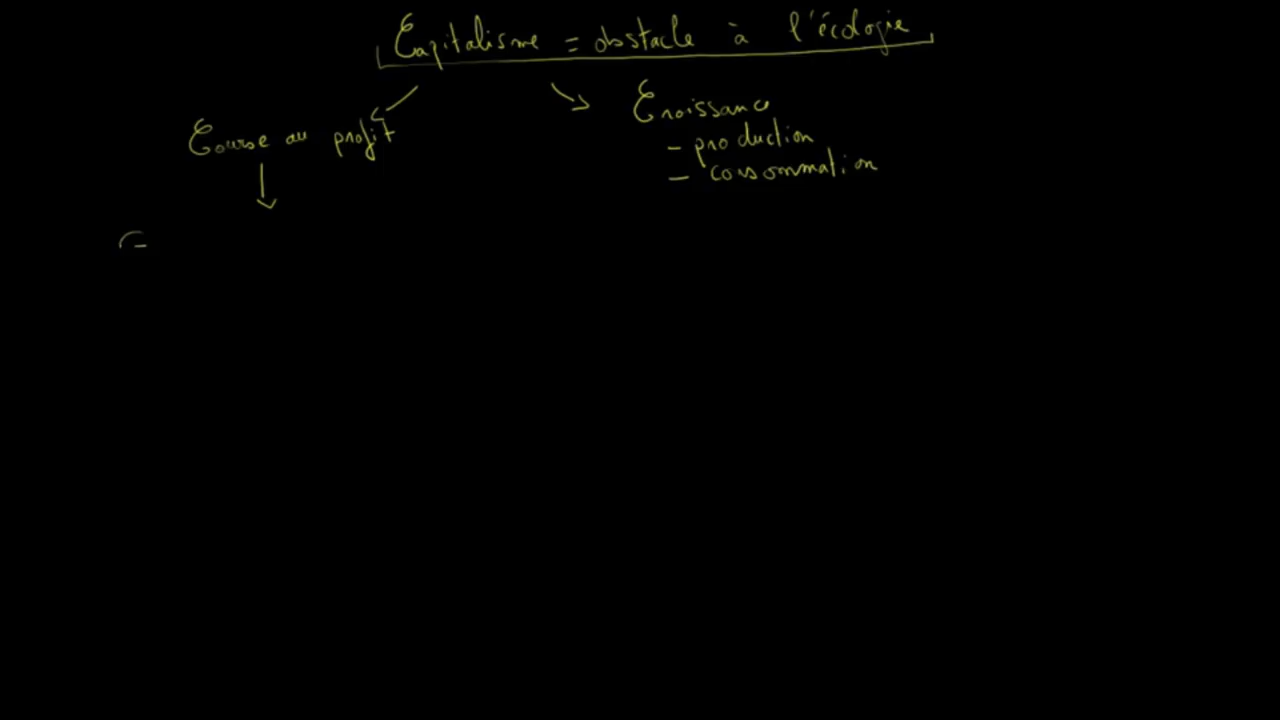 Capitalisme = obstacle à l'écologie
Course au profit
Croissance
- production
- consommation